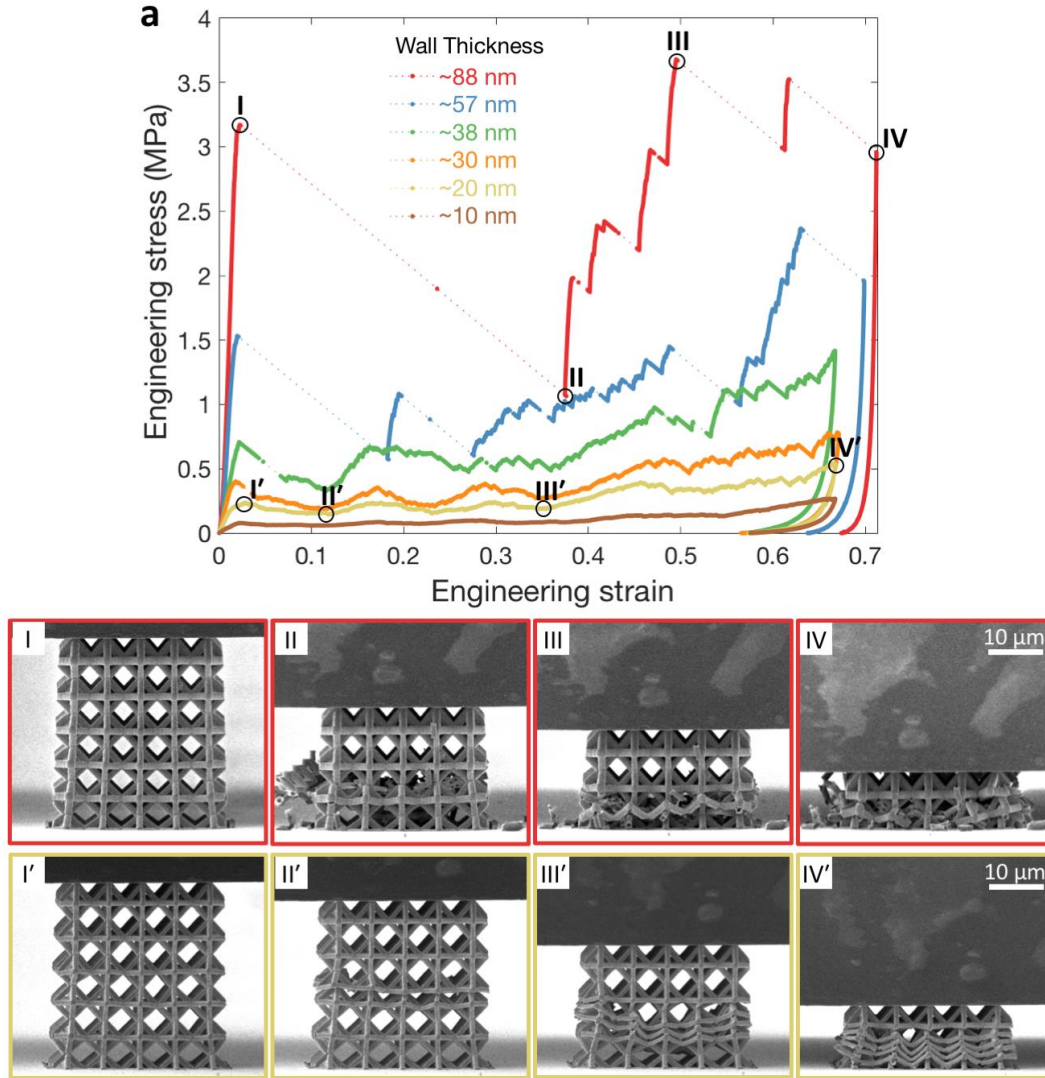 a
4
3.5
3
2.5
2
1.5
1
0.5
0
Engineering stress (MPa)
Wall Thickness
~88 nm
~57 nm
~38 nm
~30 nm
~20 nm
~10 nm
I
II
III
IV
I′
II′
III′
IV′
0 0.1 0.2 0.3 0.4 0.5 0.6 0.7
Engineering strain
I
II
III
IV
10 μm
I′
II′
III′
IV′
10 μm